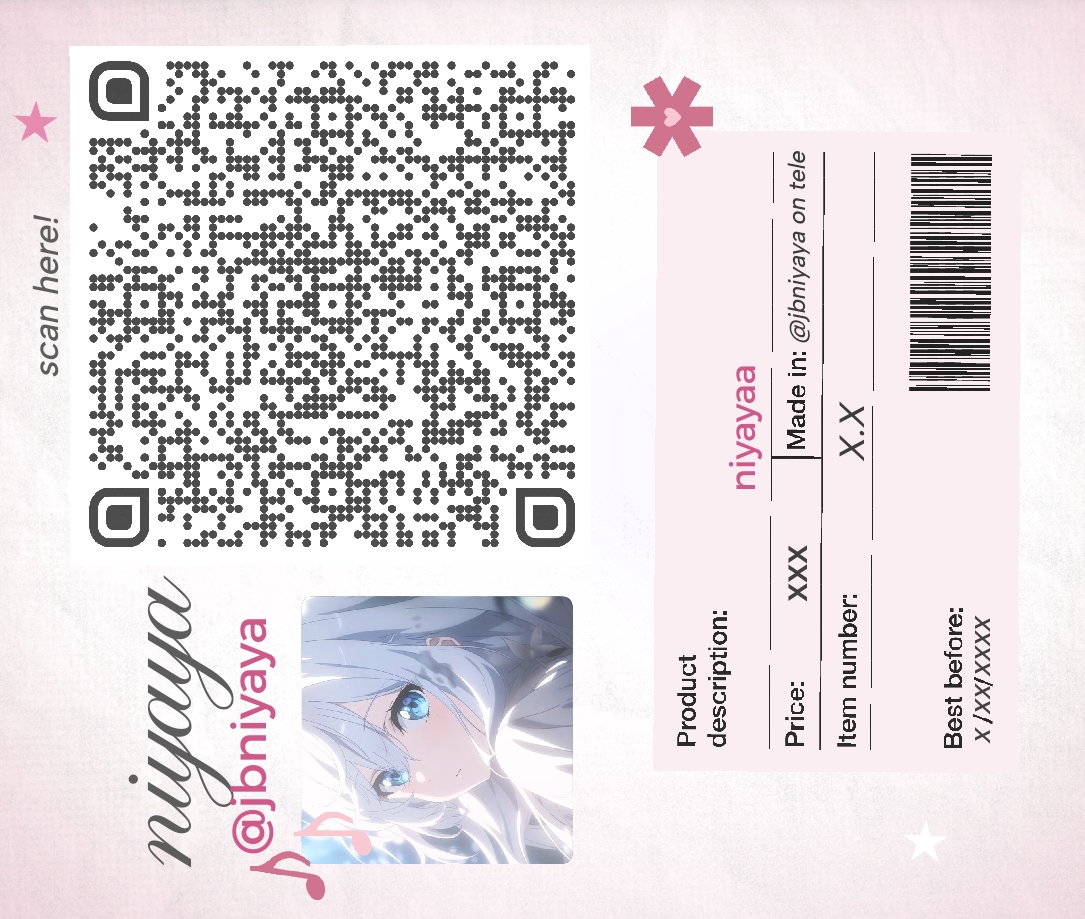 scan here!
niyaya
@jbniyaya
Product
description:
niyayaa
Price: XXX
Made in: @jbniyaya on tele
Item number: X.X
Best before:
X /XX/XXXX